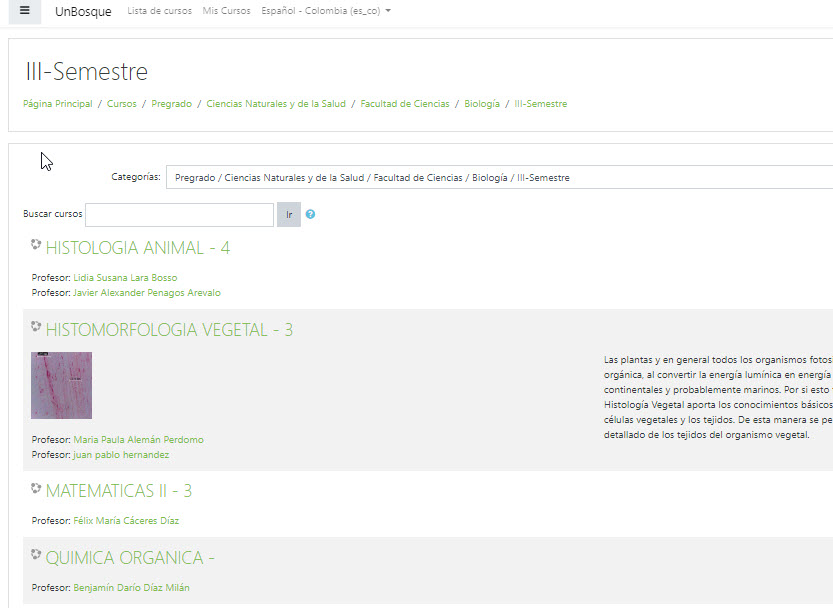 UnBosque Lista de cursos Mis Cursos Español - Colombia (es_co)
III-Semestre
Página Principal / Cursos / Pregrado / Ciencias Naturales y de la Salud / Facultad de Ciencias / Biología / III-Semestre
Categorías: Pregrado / Ciencias Naturales y de la Salud / Facultad de Ciencias / Biología / III-Semestre
Buscar cursos Ir ?
HISTOLOGIA ANIMAL - 4
Profesor: Lidia Susana Lara Bosso
Profesor: Javier Alexander Penagos Arevalo
HISTOMORFOLOGIA VEGETAL - 3
Las plantas y en general todos los organismos fotos
orgánica, al convertir la energía lumínica en energía
continentales y probablemente marinos. Por si esto
Histología Vegetal aporta los conocimientos básicos
células vegetales y los tejidos. De esta manera se pe
detallado de los tejidos del organismo vegetal.
Profesor: Maria Paula Alemán Perdomo
Profesor: juan pablo hernandez
MATEMATICAS II - 3
Profesor: Félix María Cáceres Díaz
QUIMICA ORGANICA -
Profesor: Benjamín Darío Díaz Milán